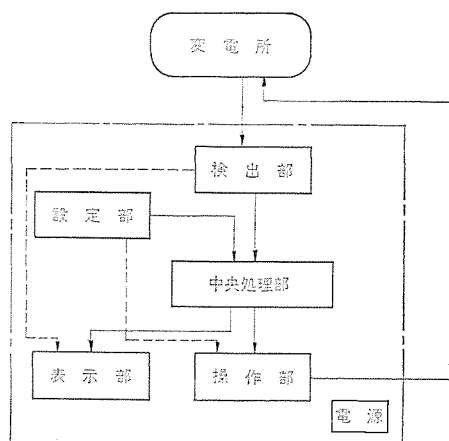 変電所
検出部
設定部
中央処理部
表示部
操作部
電源